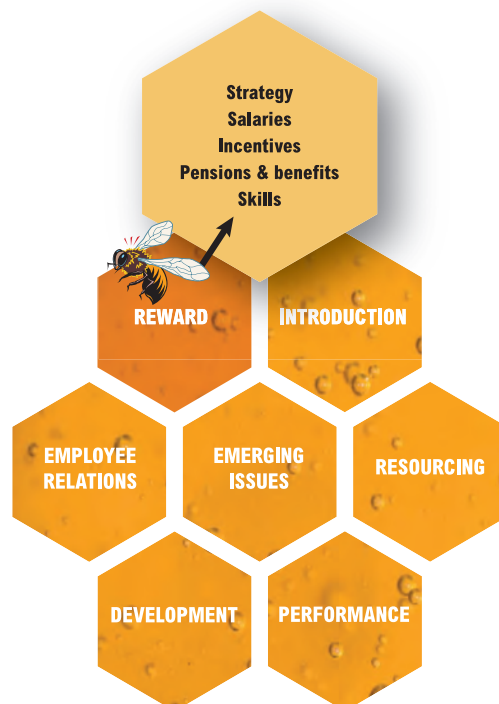 Strategy
Salaries
Incentives
Pensions & benefits
Skills
REWARD
INTRODUCTION
EMPLOYEE
RELATIONS
EMERGING
ISSUES
RESOURCING
DEVELOPMENT
PERFORMANCE